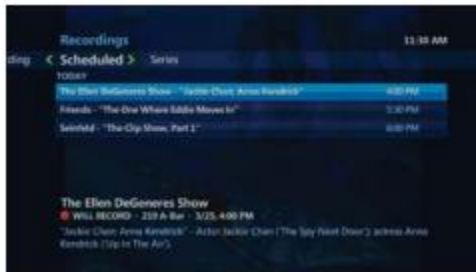 Recordings 11:30 AM
ding < Scheduled > Series
TODAY
The Ellen DeGeneres Show - "Jackie Chan; Anna Kendrick" 4:00 PM
Friends - "The One Where Eddie Moves In" 5:30 PM
Seinfeld - "The Clip Show, Part 1" 6:00 PM
The Ellen DeGeneres Show
WILL RECORD - 259 A-Bar - 3/25, 4:00 PM
"Jackie Chan; Anna Kendrick" - Actor Jackie Chan ("The Spy Next Door"); actress Anna
Kendrick ("Up In The Air").